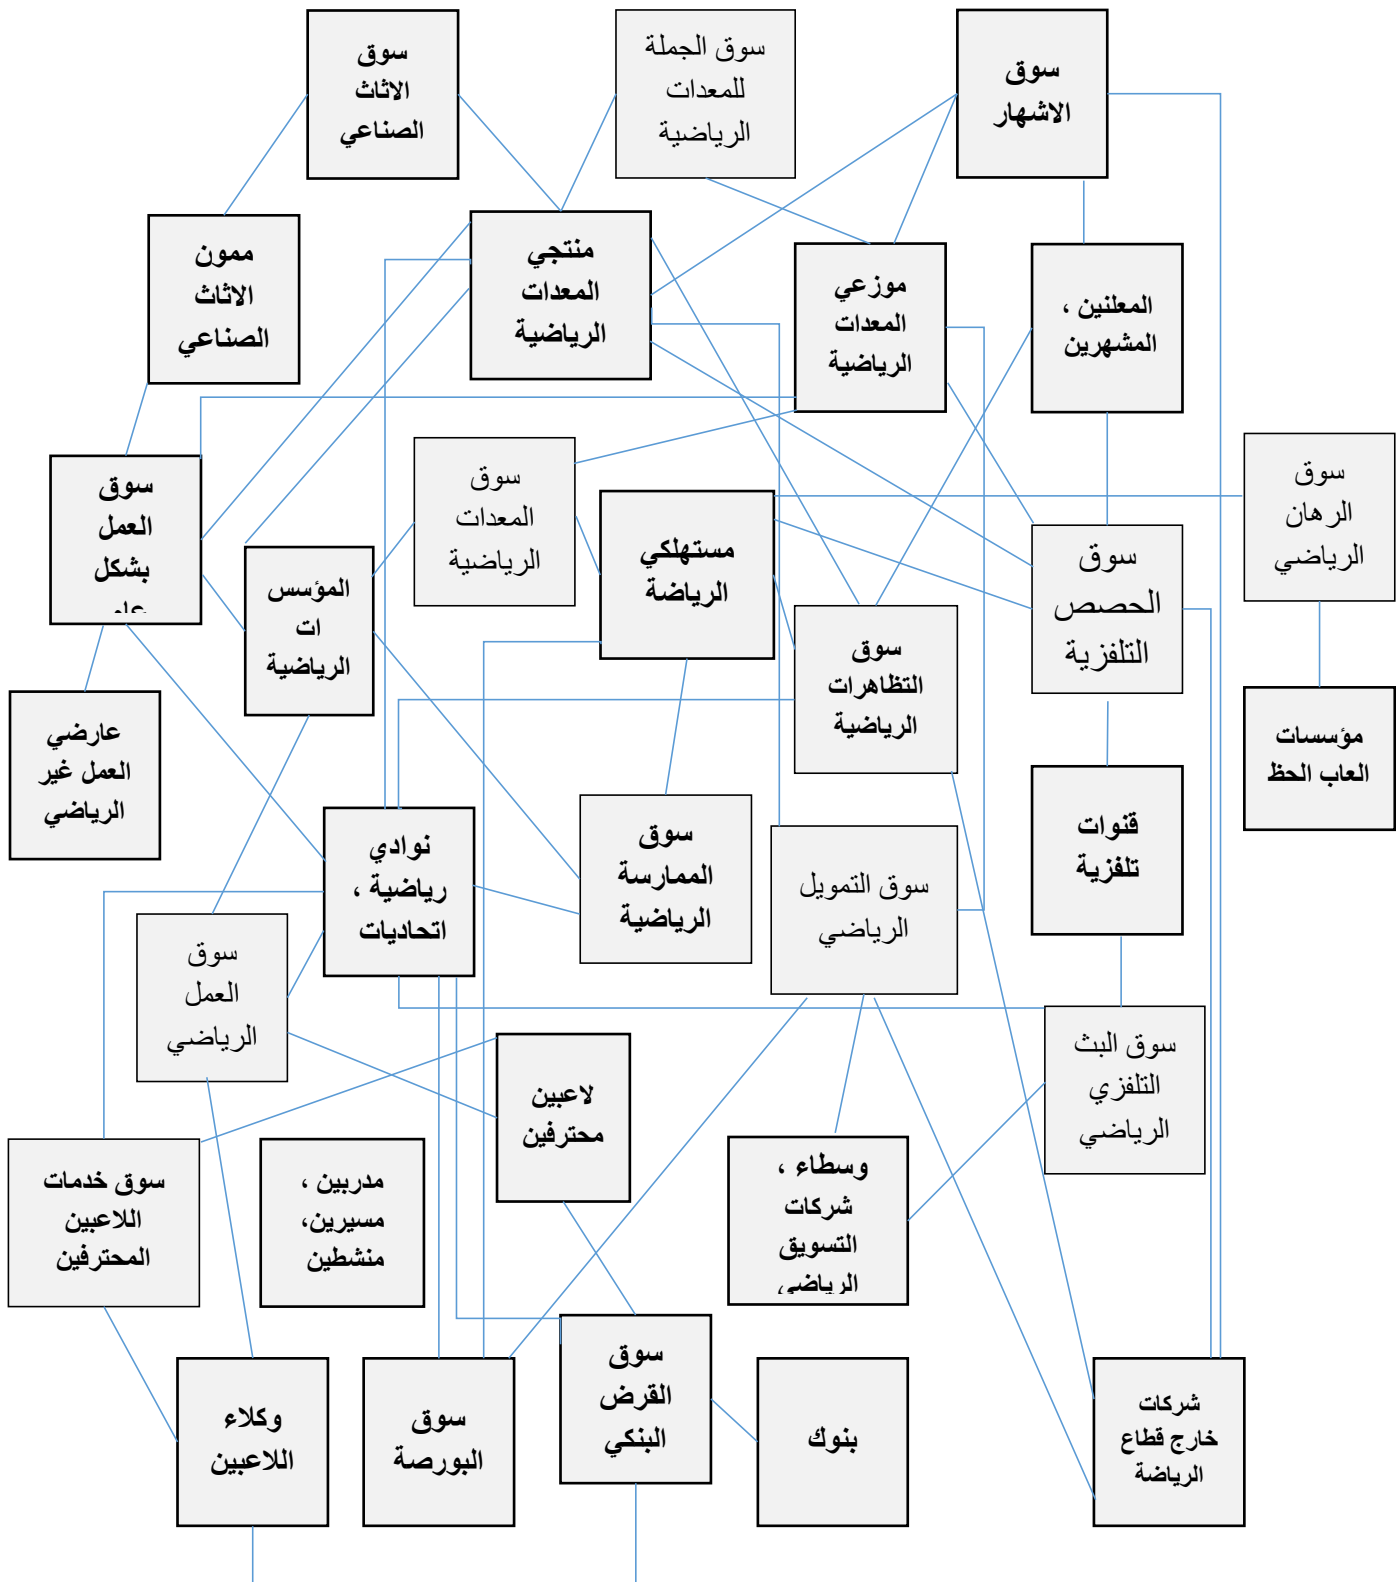 سوق
الاثاث
الصناعي
سوق الجملة
للمعدات
الرياضية
سوق
الاشهار
ممون
الاثاث
الصناعي
منتجي
المعدات
الرياضية
موزعي
المعدات
الرياضية
المعلنين ،
المشهرين
سوق
العمل
بشكل
سوق
المعدات
الرياضية
سوق
الرهان
الرياضي
مستهلكي
الرياضة
سوق
الحصص
التلفزية
المؤسس
ات
الرياضية
سوق
التظاهرات
الرياضية
عارضي
العمل غير
الرياضي
مؤسسات
العاب الحظ
قنوات
تلفزية
سوق
الممارسة
الرياضية
نوادي
رياضية ،
اتحاديات
سوق التمويل
الرياضي
سوق
العمل
الرياضي
سوق البث
التلفزي
الرياضي
لاعبين
محترفين
سوق خدمات
اللاعبين
المحترفين
مدربين ،
مسيرين،
منشطين
وسطاء ،
شركات
التسويق
الرياضي
سوق
القرض
البنكي
وكلاء
اللاعبين
سوق
البورصة
بنوك
شركات
خارج قطاع
الرياضة